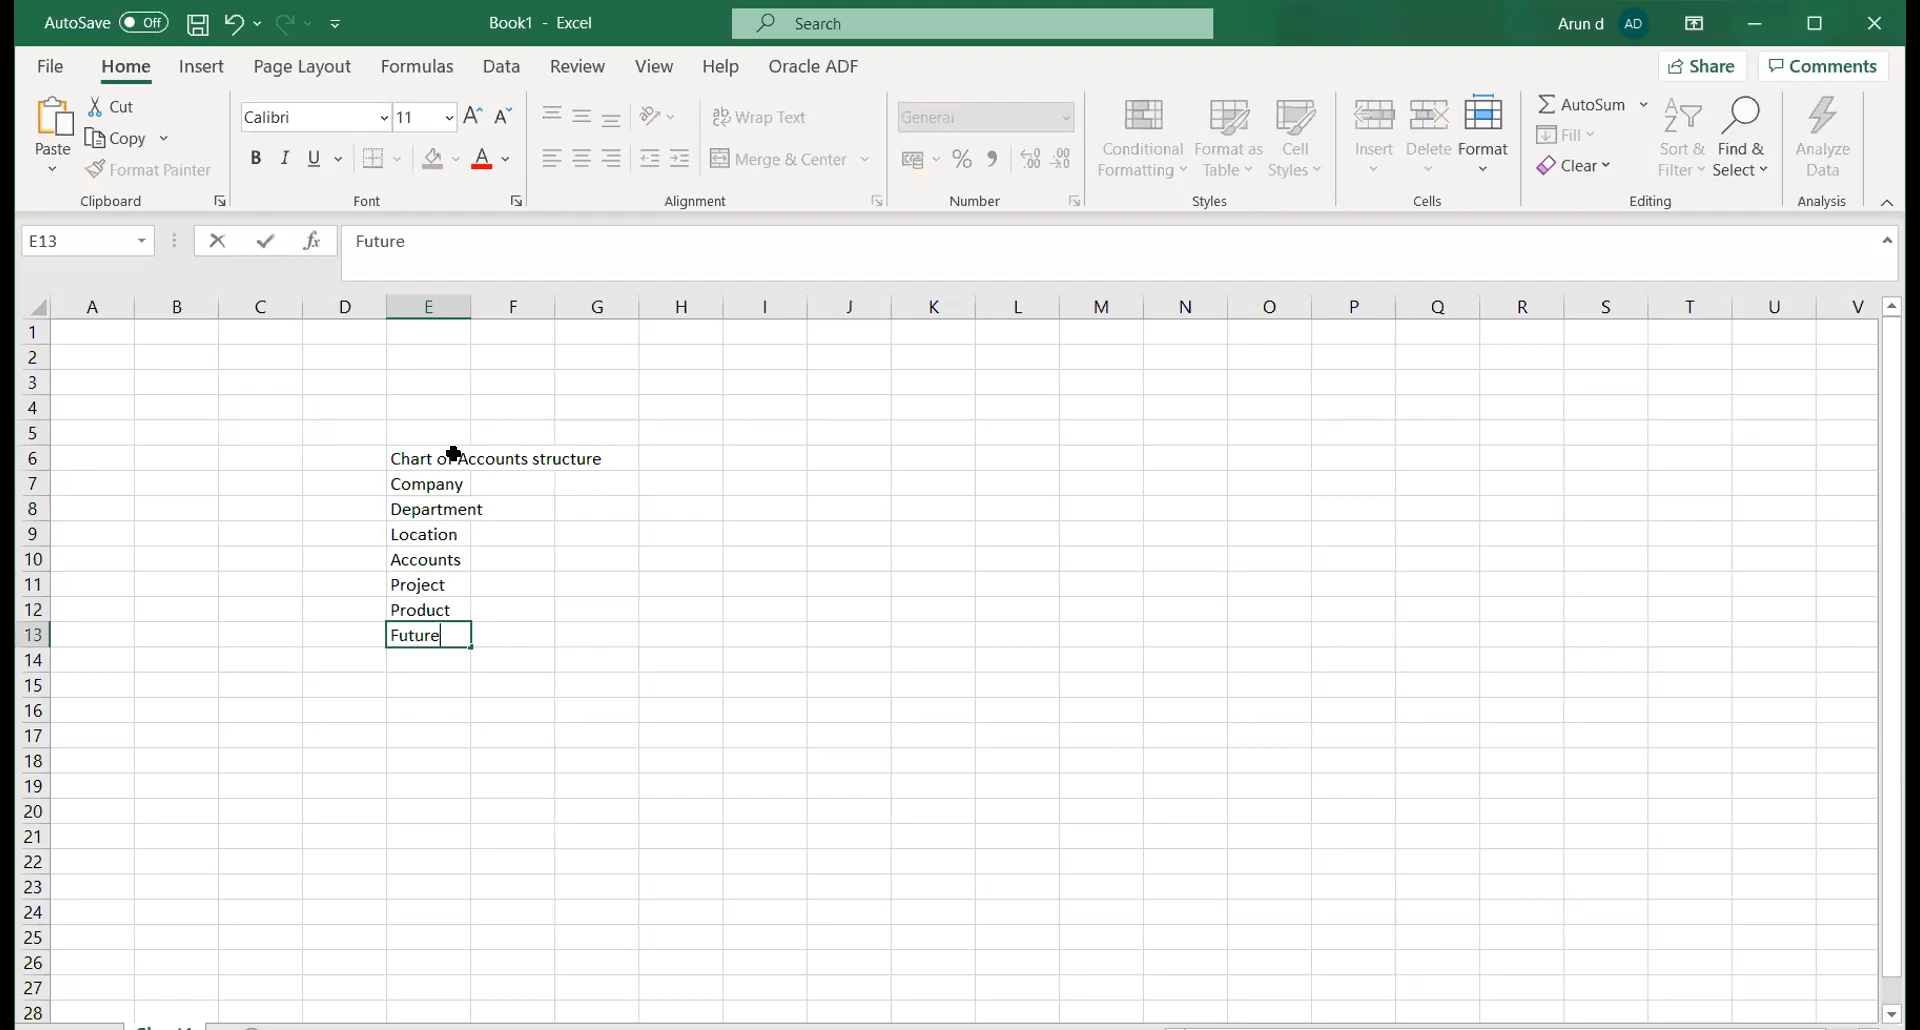 AutoSave Off Book1 - Excel Search Arun d AD
File Home Insert Page Layout Formulas Data Review View Help Oracle ADF Share Comments
Paste
Cut
Copy
Format Painter
Clipboard
Calibri 11 A A
B I U A
Font
ab Wrap Text
Merge & Center
Alignment
General
% 9 .00 .00
Number
Conditional Formatting
Format as Table
Cell Styles
Styles
Insert Delete Format
Cells
AutoSum
Fill
Clear
Sort & Filter
Find & Select
Editing
Analyze Data
Analysis
E13 fx Future
A B C D E F G H I J K L M N O P Q R S T U V
1
2
3
4
5
6 Chart of Accounts structure
7 Company
8 Department
9 Location
10 Accounts
11 Project
12 Product
13 Future
14
15
16
17
18
19
20
21
22
23
24
25
26
27
28